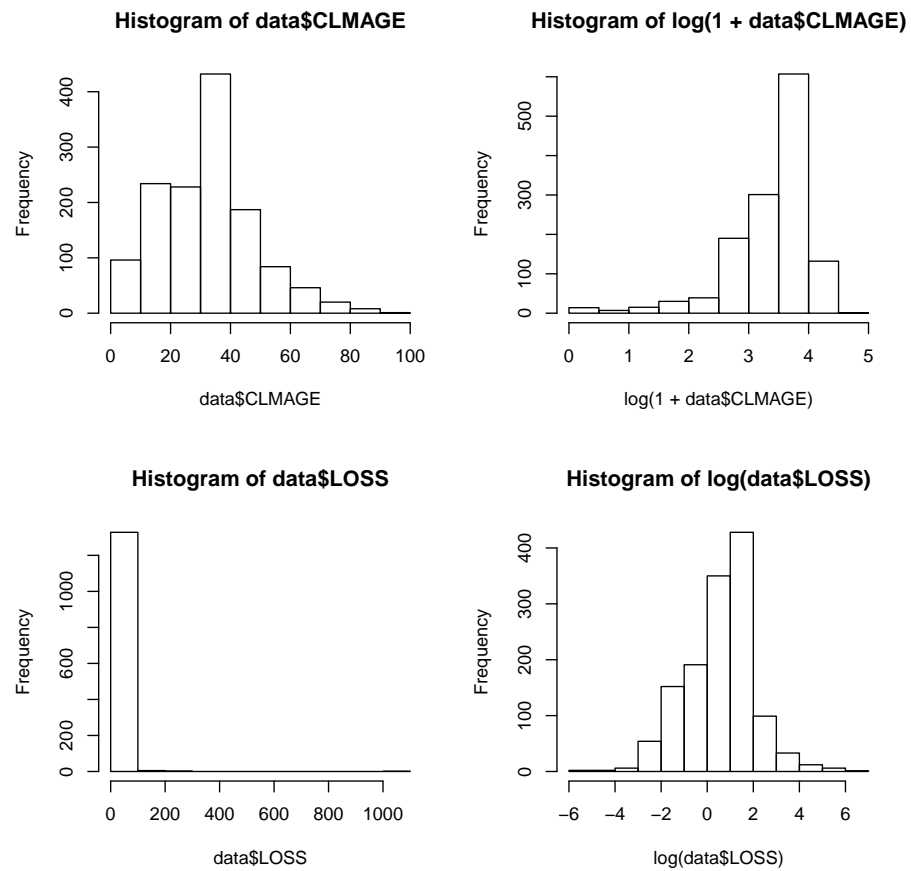 Histogram of data$CLMAGE
Frequency
0 100 200 300 400
0 20 40 60 80 100
data$CLMAGE
Histogram of log(1 + data$CLMAGE)
Frequency
0 100 300 500
0 1 2 3 4 5
log(1 + data$CLMAGE)
Histogram of data$LOSS
Frequency
0 200 600 1000
0 200 400 600 800 1000
data$LOSS
Histogram of log(data$LOSS)
Frequency
0 100 200 300 400
−6 −4 −2 0 2 4 6
log(data$LOSS)